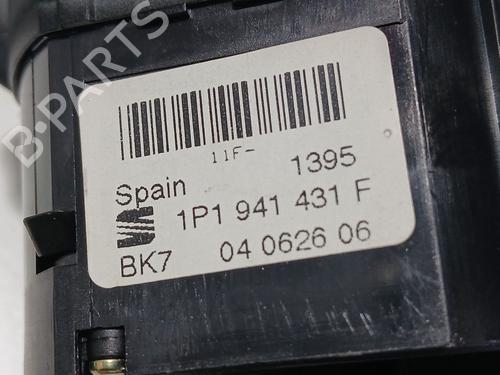 B-PARTS
11F-
1395
Spain
1P1 941 431 F
BK7 04 0626 06